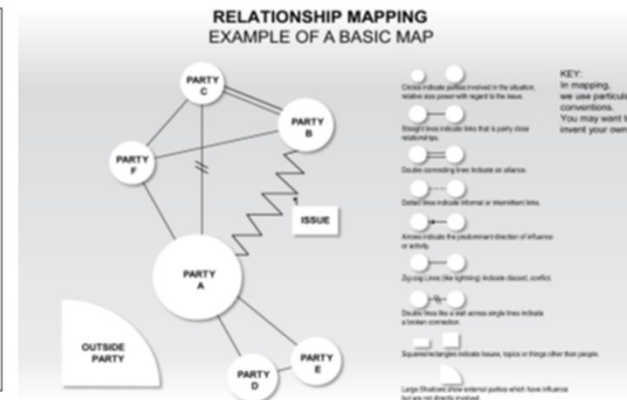 RELATIONSHIP MAPPING
EXAMPLE OF A BASIC MAP
PARTY
C
PARTY
B
PARTY
F
ISSUE
PARTY
A
OUTSIDE
PARTY
PARTY
D
PARTY
E
Circles indicate parties involved in the situation,
relative size power with regard to the issue.
Straight lines indicate links that is party close
relationships.
Double connecting lines indicate an alliance.
Dotted lines indicate informal or intermittent links.
Arrows indicate the predominant direction of influence
or activity.
Zig-zag Lines (like lightning) indicate discord, conflict.
Double lines like a wall across single lines indicate
a broken connection.
Squares/rectangles indicate issues, topics or things other than people.
Large Shadows show external parties which have influence
but are not directly involved.
KEY:
In mapping,
we use particula
conventions.
You may want t
invent your own